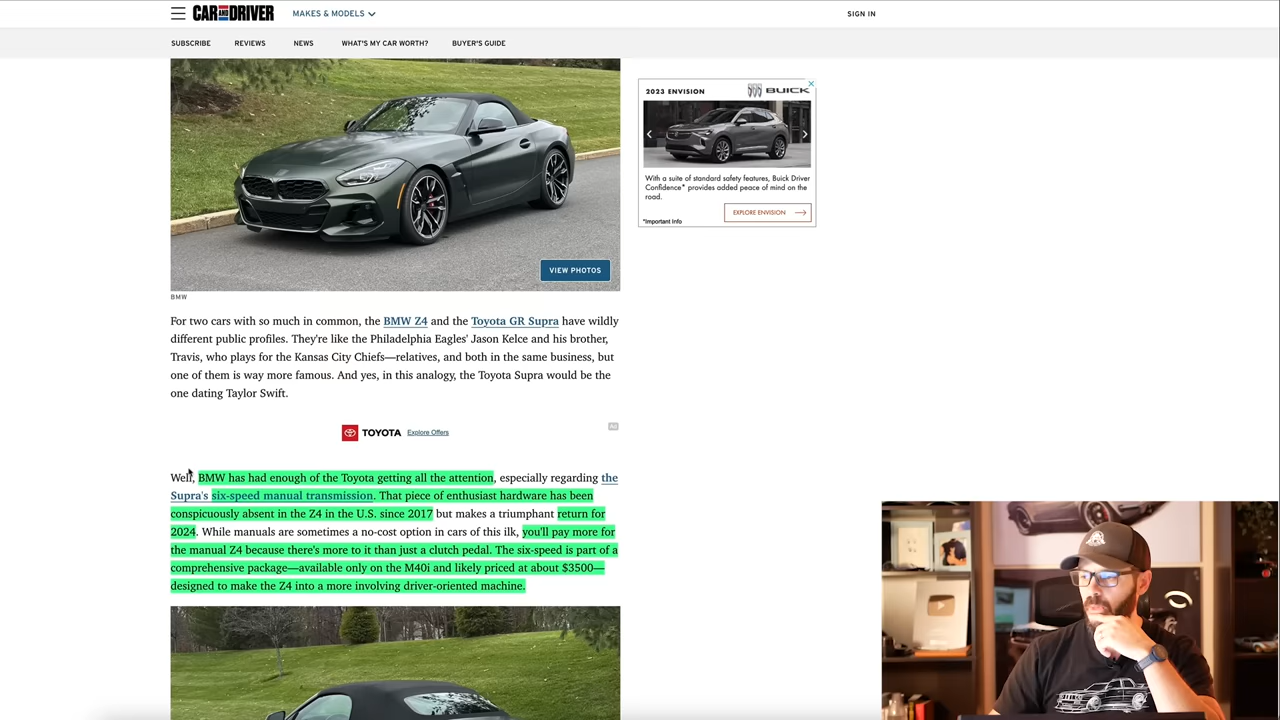 CAR AND DRIVER
MAKES & MODELS
SIGN IN
SUBSCRIBE
REVIEWS
NEWS
WHAT'S MY CAR WORTH?
BUYER'S GUIDE
2023 ENVISION
BUICK
With a suite of standard safety features, Buick Driver
Confidence* provides added peace of mind on the
road.
*Important Info
EXPLORE ENVISION
VIEW PHOTOS
BMW
For two cars with so much in common, the BMW Z4 and the Toyota GR Supra have wildly
different public profiles. They're like the Philadelphia Eagles' Jason Kelce and his brother,
Travis, who plays for the Kansas City Chiefs—relatives, and both in the same business, but
one of them is way more famous. And yes, in this analogy, the Toyota Supra would be the
one dating Taylor Swift.
TOYOTA
Explore Offers
Ad
Well, BMW has had enough of the Toyota getting all the attention, especially regarding the
Supra's six-speed manual transmission. That piece of enthusiast hardware has been
conspicuously absent in the Z4 in the U.S. since 2017 but makes a triumphant return for
2024. While manuals are sometimes a no-cost option in cars of this ilk, you'll pay more for
the manual Z4 because there's more to it than just a clutch pedal. The six-speed is part of a
comprehensive package—available only on the M40i and likely priced at about $3500—
designed to make the Z4 into a more involving driver-oriented machine.